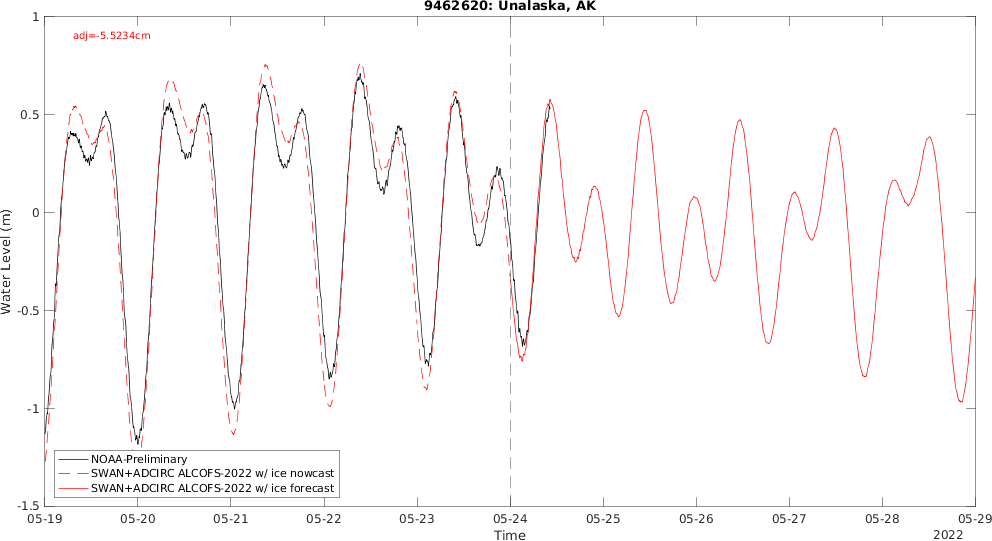 9462620: Unalaska, AK
adj=-5.5234cm
1
0.5
0
-0.5
-1
-1.5
Water Level (m)
NOAA-Preliminary
SWAN+ADCIRC ALCOFS-2022 w/ ice nowcast
SWAN+ADCIRC ALCOFS-2022 w/ ice forecast
05-19 05-20 05-21 05-22 05-23 05-24 05-25 05-26 05-27 05-28 05-29
Time
2022